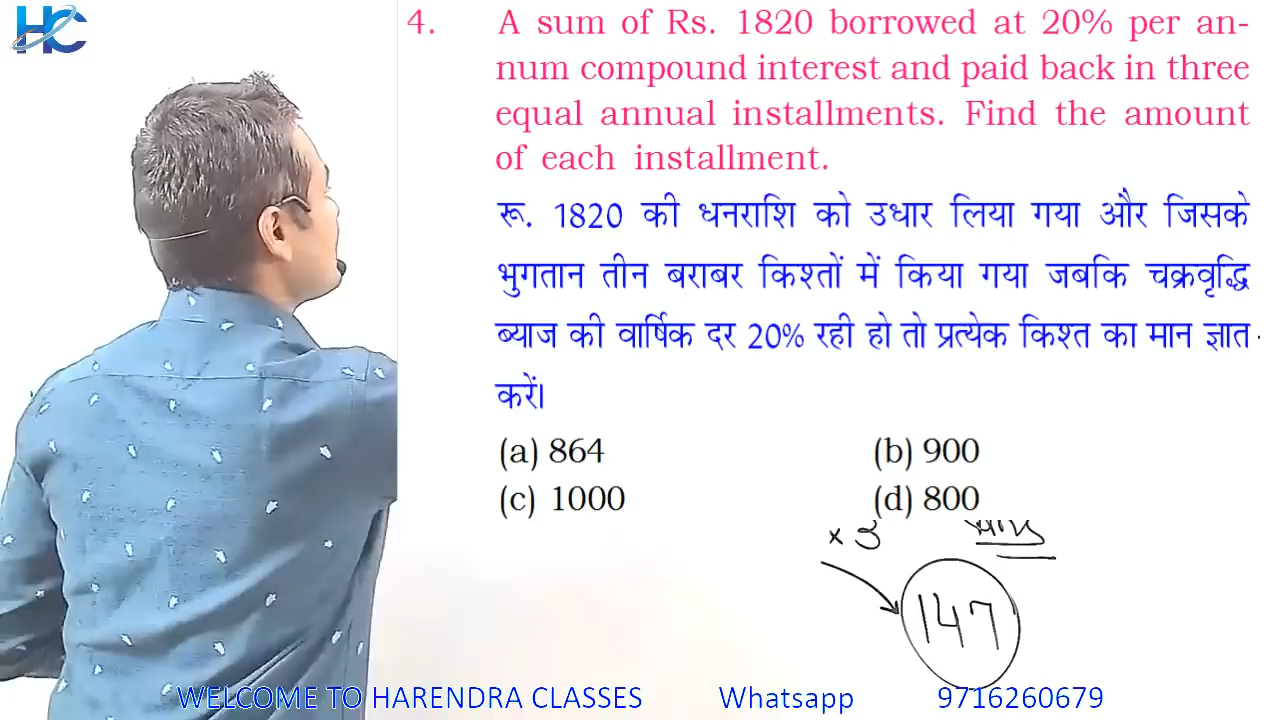 HC
4. A sum of Rs. 1820 borrowed at 20% per an-
num compound interest and paid back in three
equal annual installments. Find the amount
of each installment.
रू. 1820 की धनराशि को उधार लिया गया और जिसके
भुगतान तीन बराबर किश्तों में किया गया जबकि चक्रवृद्धि
ब्याज की वार्षिक दर 20% रही हो तो प्रत्येक किश्त का मान ज्ञात
करें।
(a) 864 (b) 900
(c) 1000 (d) 800
× 3
147
WELCOME TO HARENDRA CLASSES Whatsapp 9716260679